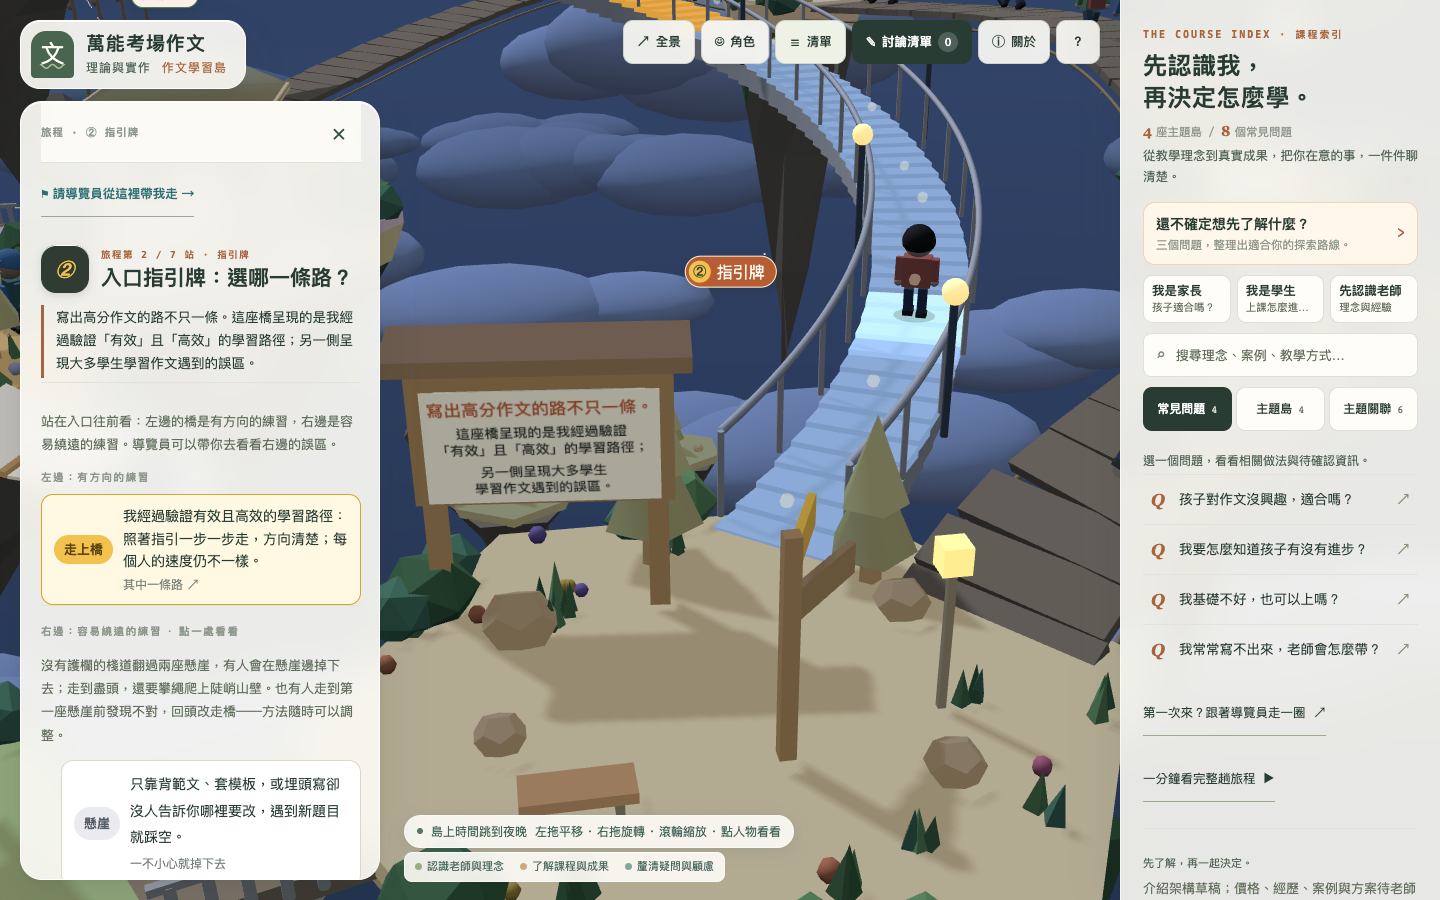 文
萬能考場作文
理論與實作 作文學習島
↗ 全景
☺ 角色
≡ 清單
✎ 討論清單 0
ⓘ 關於
?
旅程 · ② 指引牌
×
⚑ 請導覽員從這裡帶我走 →
②
旅程第 2 / 7 站 · 指引牌
入口指引牌：選哪一條路？
寫出高分作文的路不只一條。這座橋呈現的是我經
過驗證「有效」且「高效」的學習路徑；另一側呈
現大多學生學習作文遇到的誤區。
站在入口往前看：左邊的橋是有方向的練習，右邊是容
易繞遠的練習。導覽員可以帶你去看看右邊的誤區。
左邊：有方向的練習
走上橋
我經過驗證有效且高效的學習路徑：
照著指引一步一步走，方向清楚；每
個人的速度仍不一樣。
其中一條路 ↗
右邊：容易繞遠的練習 · 點一處看看
沒有護欄的棧道翻過兩座懸崖，有人會在懸崖邊掉下
去；走到盡頭，還要攀繩爬上陡峭山壁。也有人走到第
一座懸崖前發現不對，回頭改走橋——方法隨時可以調
整。
懸崖
只靠背範文、套模板，或埋頭寫卻
沒人告訴你哪裡要改，遇到新題目
就踩空。
一不小心就掉下去
② 指引牌
寫出高分作文的路不只一條。
這座橋呈現的是我經過驗證
「有效」且「高效」的學習路徑；
另一側呈現大多學生
學習作文遇到的誤區。
島上時間跳到夜晚 左拖平移 · 右拖旋轉 · 滾輪縮放 · 點人物看看
認識老師與理念
了解課程與成果
釐清疑問與顧慮
THE COURSE INDEX · 課程索引
先認識我，
再決定怎麼學。
4 座主題島 / 8 個常見問題
從教學理念到真實成果，把你在意的事，一件件聊
清楚。
還不確定想先了解什麼？
三個問題，整理出適合你的探索路線。
>
我是家長
孩子適合嗎？
我是學生
上課怎麼進…
先認識老師
理念與經驗
搜尋理念、案例、教學方式…
常見問題 4
主題島 4
主題關聯 6
選一個問題，看看相關做法與待確認資訊。
Q 孩子對作文沒興趣，適合嗎？ ↗
Q 我要怎麼知道孩子有沒有進步？ ↗
Q 我基礎不好，也可以上嗎？ ↗
Q 我常常寫不出來，老師會怎麼帶？ ↗
第一次來？跟著導覽員走一圈 ↗
一分鐘看完整趟旅程 ▶
先了解，再一起決定。
介紹架構草稿；價格、經歷、案例與方案待老師